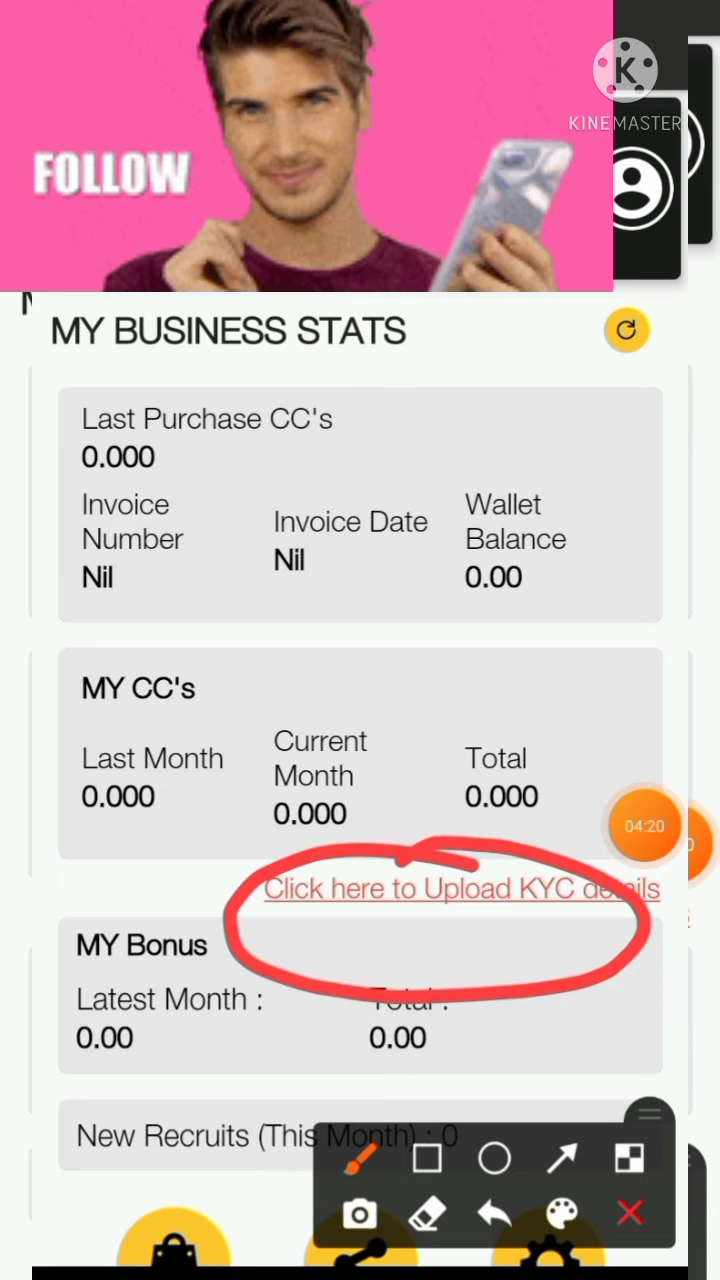 FOLLOW
K
KINEMASTER
MY BUSINESS STATS
Last Purchase CC's
0.000
Invoice
Number
Nil
Invoice Date
Nil
Wallet
Balance
0.00
MY CC's
Last Month
0.000
Current
Month
0.000
Total
0.000
04:20
Click here to Upload KYC details
MY Bonus
Latest Month :
0.00
Total :
0.00
New Recruits (This Month) : 0